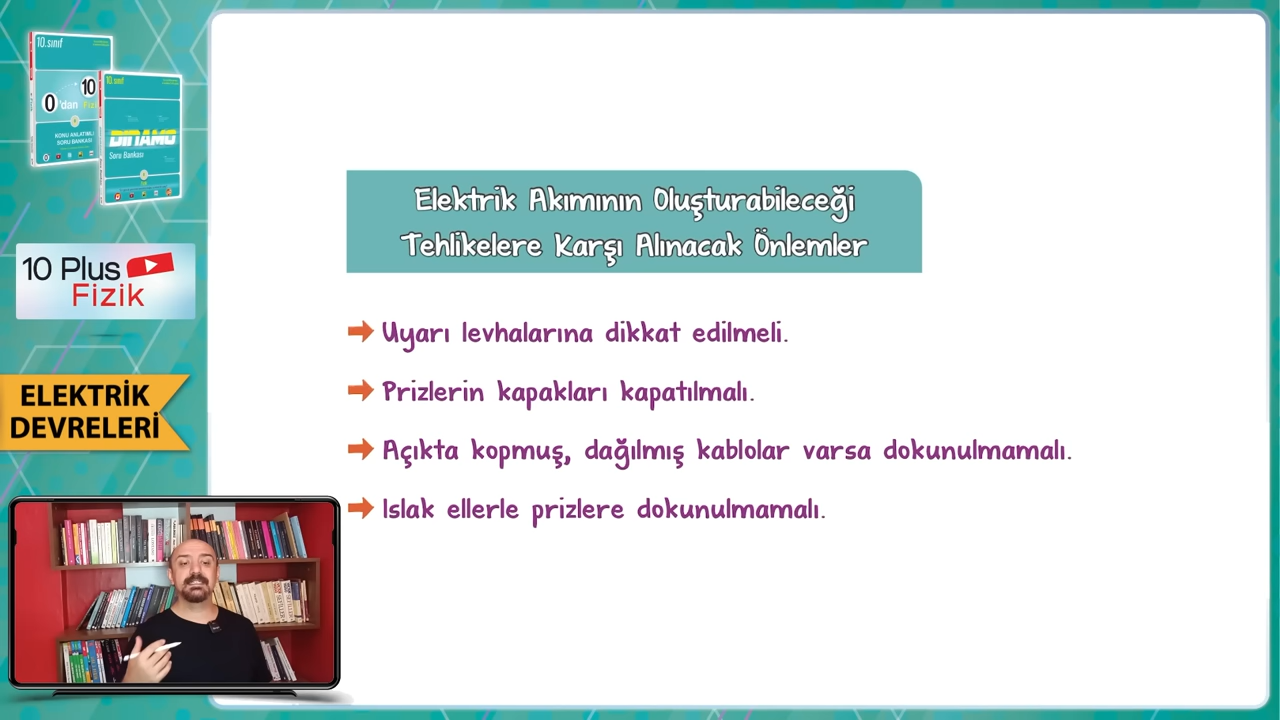 10.sınıf
0'dan 10
Fizik
KONU ANLATIMLI
SORU BANKASI
10.sınıf
DİNAMO
Soru Bankası
10 Plus
Fizik
ELEKTRİK
DEVRELERİ
Elektrik Akımının Oluşturabileceği
Tehlikelere Karşı Alınacak Önlemler
Uyarı levhalarına dikkat edilmeli.
Prizlerin kapakları kapatılmalı.
Açıkta kopmuş, dağılmış kablolar varsa dokunulmamalı.
Islak ellerle prizlere dokunulmamalı.